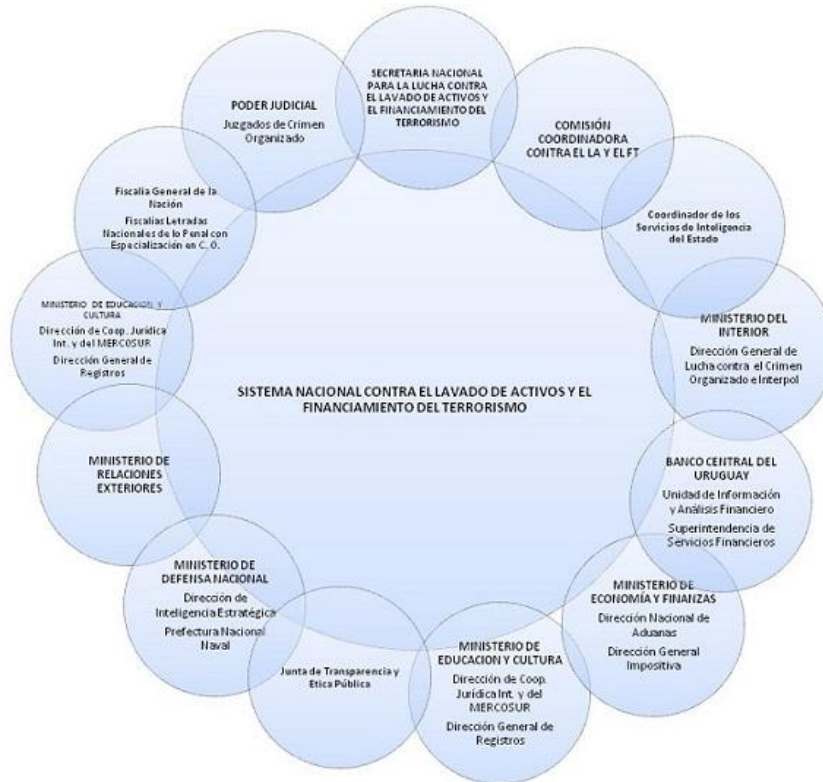 SECRETARIA NACIONAL
PARA LA LUCHA CONTRA
EL LAVADO DE ACTIVOS Y
EL FINANCIAMIENTO DEL
TERRORISMO
COMISIÓN
COORDINADORA
CONTRA EL LA Y EL FT
Coordinador de los
Servicios de Inteligencia
del Estado
MINISTERIO DEL
INTERIOR
Dirección General de
Lucha contra el Crimen
Organizado e Interpol
BANCO CENTRAL DEL
URUGUAY
Unidad de Información
y Análisis Financiero
Superintendencia de
Servicios Financieros
MINISTERIO DE
ECONOMÍA Y FINANZAS
Dirección Nacional de
Aduanas
Dirección General
Impositiva
MINISTERIO DE
EDUCACION Y CULTURA
Dirección de Coop.
Jurídica Int. y del
MERCOSUR
Dirección General de
Registros
Junta de Transparencia y
Etica Pública
MINISTERIO DE
DEFENSA NACIONAL
Dirección de
Inteligencia Estratégica
Prefectura Nacional
Naval
MINISTERIO DE
RELACIONES
EXTERIORES
MINISTERIO DE EDUCACION Y
CULTURA
Dirección de Coop. Jurídica
Int. y del MERCOSUR
Dirección General de
Registros
Fiscalía General de la
Nación
Fiscalías Letradas
Nacionales de lo Penal con
Especialización en C. O.
PODER JUDICIAL
Juzgados de Crimen
Organizado
SISTEMA NACIONAL CONTRA EL LAVADO DE ACTIVOS Y EL
FINANCIAMIENTO DEL TERRORISMO